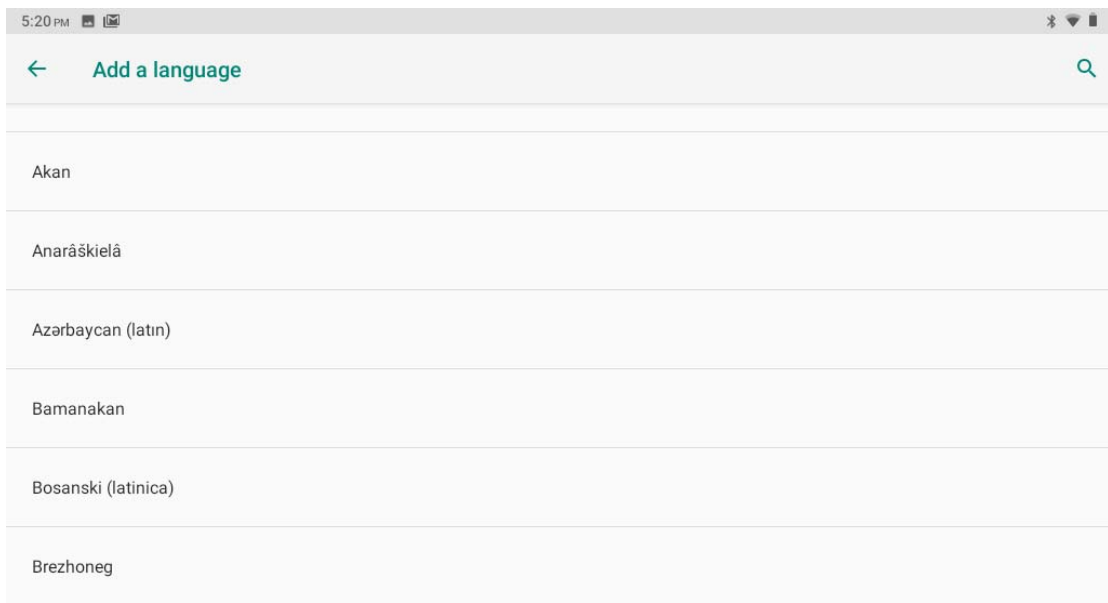 5:20 PM
Add a language
Akan
Anarâškielâ
Azərbaycan (latın)
Bamanakan
Bosanski (latinica)
Brezhoneg